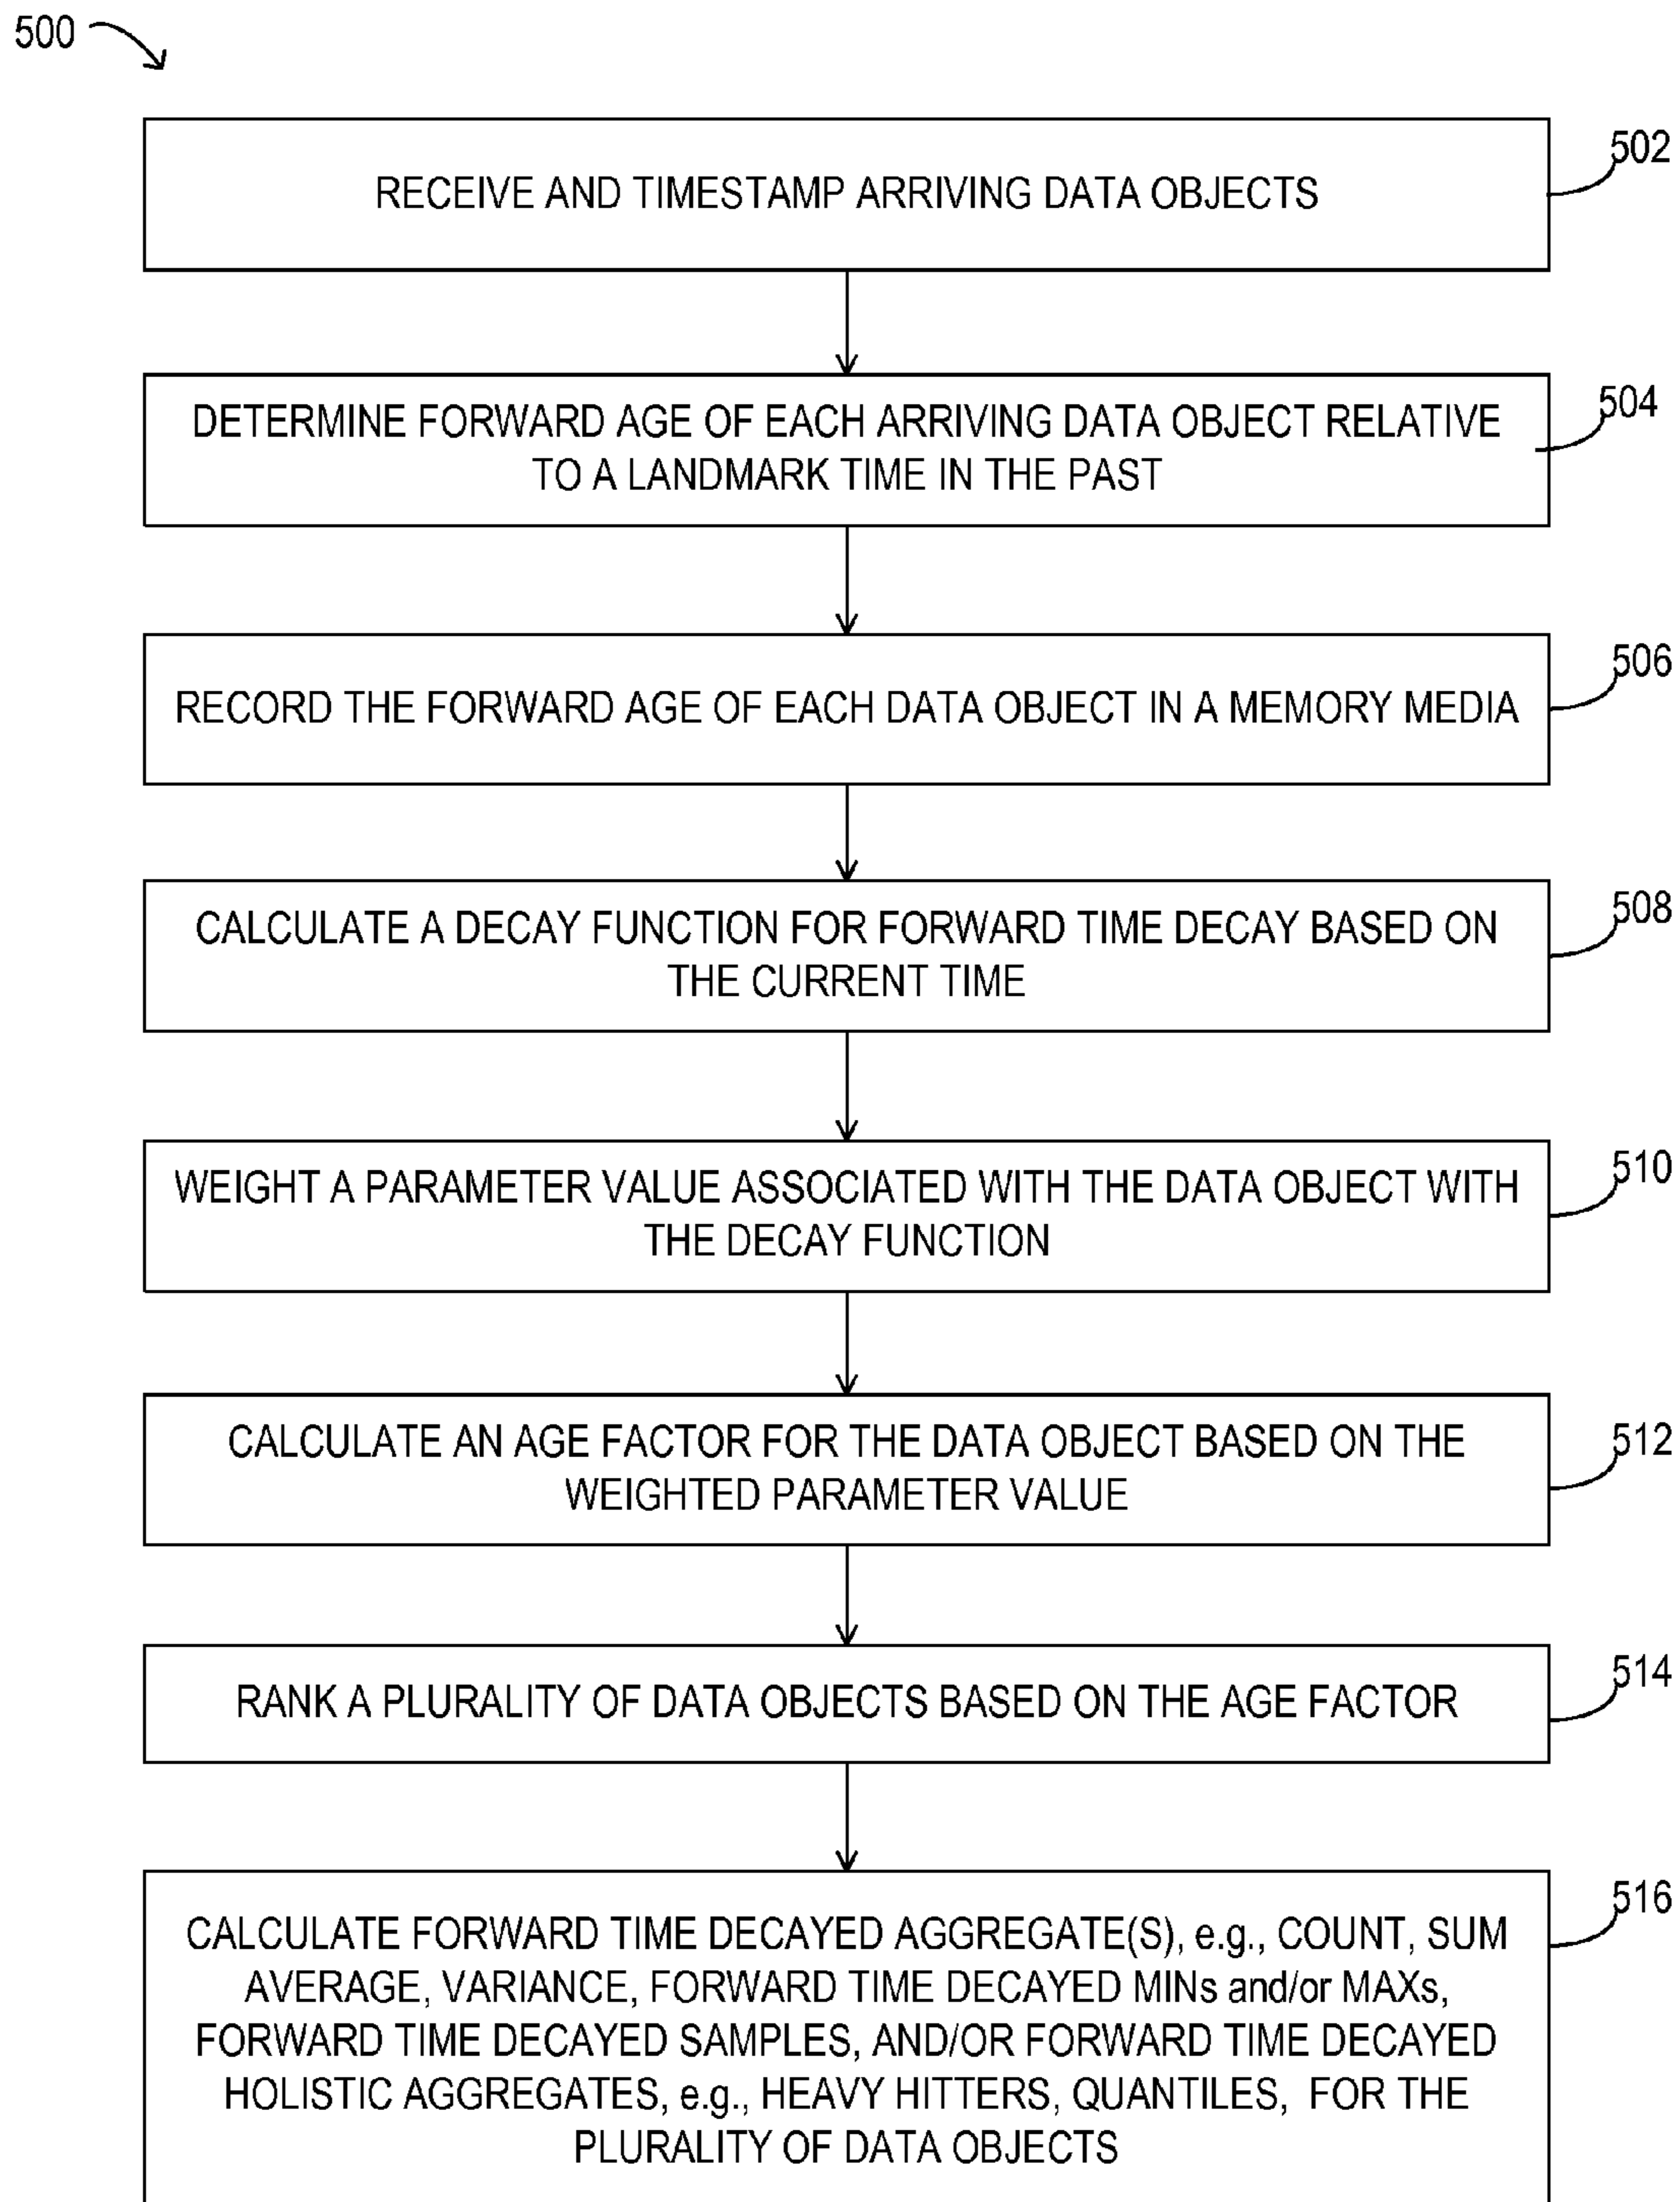 500
RECEIVE AND TIMESTAMP ARRIVING DATA OBJECTS
502
DETERMINE FORWARD AGE OF EACH ARRIVING DATA OBJECT RELATIVE
TO A LANDMARK TIME IN THE PAST
504
RECORD THE FORWARD AGE OF EACH DATA OBJECT IN A MEMORY MEDIA
506
CALCULATE A DECAY FUNCTION FOR FORWARD TIME DECAY BASED ON
THE CURRENT TIME
508
WEIGHT A PARAMETER VALUE ASSOCIATED WITH THE DATA OBJECT WITH
THE DECAY FUNCTION
510
CALCULATE AN AGE FACTOR FOR THE DATA OBJECT BASED ON THE
WEIGHTED PARAMETER VALUE
512
RANK A PLURALITY OF DATA OBJECTS BASED ON THE AGE FACTOR
514
CALCULATE FORWARD TIME DECAYED AGGREGATE(S), e.g., COUNT, SUM
AVERAGE, VARIANCE, FORWARD TIME DECAYED MINs and/or MAXs,
FORWARD TIME DECAYED SAMPLES, AND/OR FORWARD TIME DECAYED
HOLISTIC AGGREGATES, e.g., HEAVY HITTERS, QUANTILES, FOR THE
PLURALITY OF DATA OBJECTS
516